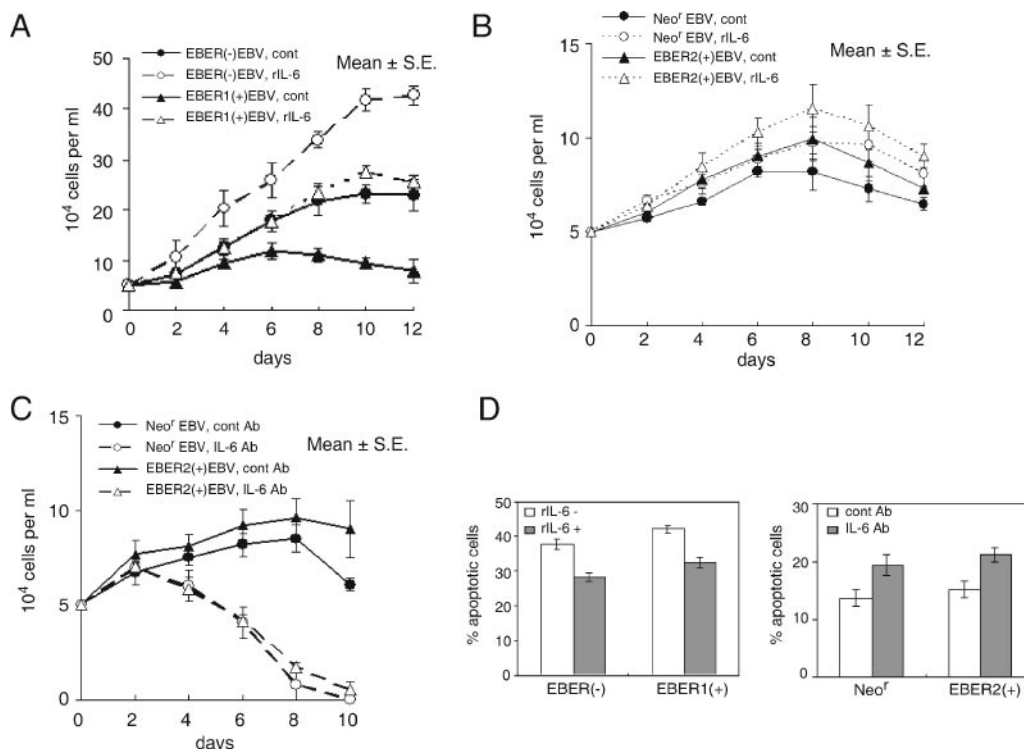 A
EBER(-)EBV, cont
EBER(-)EBV, rIL-6
EBER1(+)EBV, cont
EBER1(+)EBV, rIL-6
Mean ± S.E.
10⁴ cells per ml
50
40
30
20
10
0
0 2 4 6 8 10 12
days
B
Neoʳ EBV, cont
Neoʳ EBV, rIL-6
EBER2(+)EBV, cont
EBER2(+)EBV, rIL-6
Mean ± S.E.
10⁴ cells per ml
15
10
5
0
0 2 4 6 8 10 12
days
C
Neoʳ EBV, cont Ab
Neoʳ EBV, IL-6 Ab
EBER2(+)EBV, cont Ab
EBER2(+)EBV, IL-6 Ab
Mean ± S.E.
10⁴ cells per ml
15
10
5
0
0 2 4 6 8 10
days
D
rIL-6 -
rIL-6 +
% apoptotic cells
50
40
30
20
10
0
EBER(-) EBER1(+)
cont Ab
IL-6 Ab
% apoptotic cells
30
20
10
0
Neoʳ EBER2(+)